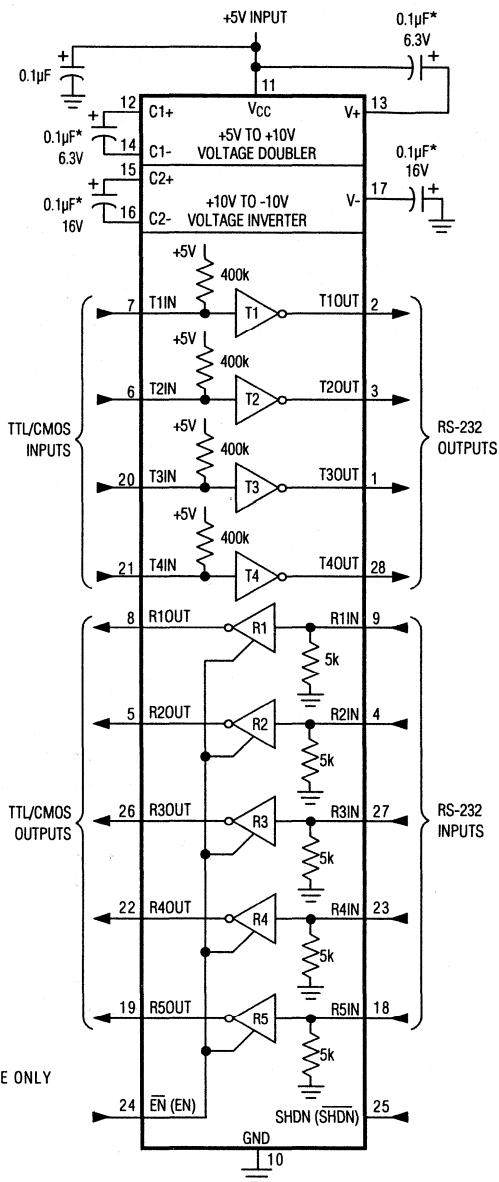 +5V INPUT
0.1µF*
6.3V
+
+
0.1µF
11
12
C1+
VCC
V+
13
+
0.1µF*
6.3V
+5V TO +10V
VOLTAGE DOUBLER
14
C1-
15
C2+
0.1µF*
16V
+
0.1µF*
16V
+10V TO -10V
VOLTAGE INVERTER
V-
17
+
16
C2-
+5V
400k
7
T1IN
T1
T1OUT
2
+5V
400k
6
T2IN
T2
T2OUT
3
TTL/CMOS
INPUTS
RS-232
OUTPUTS
+5V
400k
20
T3IN
T3
T3OUT
1
+5V
400k
21
T4IN
T4
T4OUT
28
8
R1OUT
R1
R1IN
9
5k
5
R2OUT
R2
R2IN
4
5k
TTL/CMOS
OUTPUTS
RS-232
INPUTS
26
R3OUT
R3
R3IN
27
5k
22
R4OUT
R4
R4IN
23
5k
19
R5OUT
R5
R5IN
18
5k
E ONLY
24
E̅N̅ (EN)
SHDN (S̅H̅D̅N̅)
25
GND
10